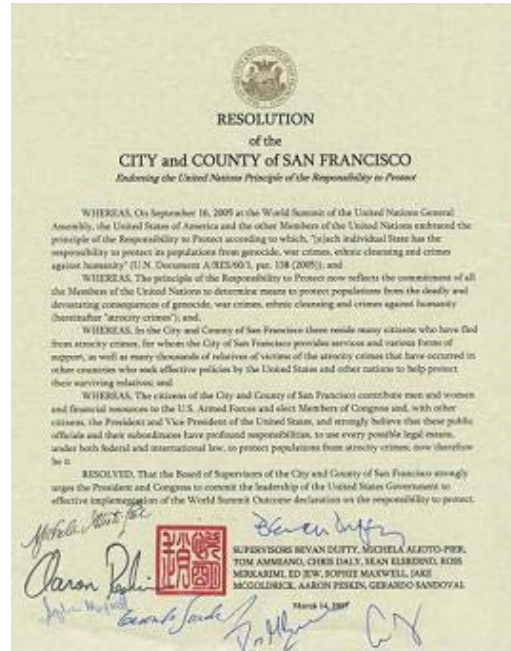 RESOLUTION
of the
CITY and COUNTY of SAN FRANCISCO
Endorsing the United Nations Principle of the Responsibility to Protect
WHEREAS, On September 16, 2005 at the World Summit of the United Nations General
Assembly, the United States of America and the other Members of the United Nations embraced the
principle of the Responsibility to Protect according to which, "[e]ach individual State has the
responsibility to protect its populations from genocide, war crimes, ethnic cleansing and crimes
against humanity" (U.N. Document A/RES/60/1, par. 138 (2005)); and
WHEREAS, The principle of the Responsibility to Protect now reflects the commitment of all
the Members of the United Nations to determine means to protect populations from the deadly and
devastating consequences of genocide, war crimes, ethnic cleansing and crimes against humanity
(hereinafter "atrocity crimes"); and,
WHEREAS, In the City and County of San Francisco there reside many citizens who have fled
from atrocity crimes, for whom the City of San Francisco provides services and various forms of
support, as well as many thousands of relatives of victims of the atrocity crimes that have occurred in
other countries who seek effective policies by the United States and other nations to help protect
their surviving relatives; and
WHEREAS, The citizens of the City and County of San Francisco contribute men and women
and financial resources to the U.S. Armed Forces and elect Members of Congress and, with other
citizens, the President and Vice President of the United States, and strongly believe that these public
officials and their subordinates have profound responsibilities, to use every possible legal means,
under both federal and international law, to protect populations from atrocity crimes; now therefore
be it
RESOLVED, That the Board of Supervisors of the City and County of San Francisco strongly
urges the President and Congress to commit the leadership of the United States Government to
effective implementation of the World Summit Outcome declaration on the responsibility to protect.
Bevan Dufty
Aaron Peskin
SUPERVISORS BEVAN DUFTY, MICHELA ALIOTO-PIER,
TOM AMMIANO, CHRIS DALY, SEAN ELSBERND, ROSS
MIRKARIMI, ED JEW, SOPHIE MAXWELL, JAKE
MCGOLDRICK, AARON PESKIN, GERARDO SANDOVAL
March 14, 2007